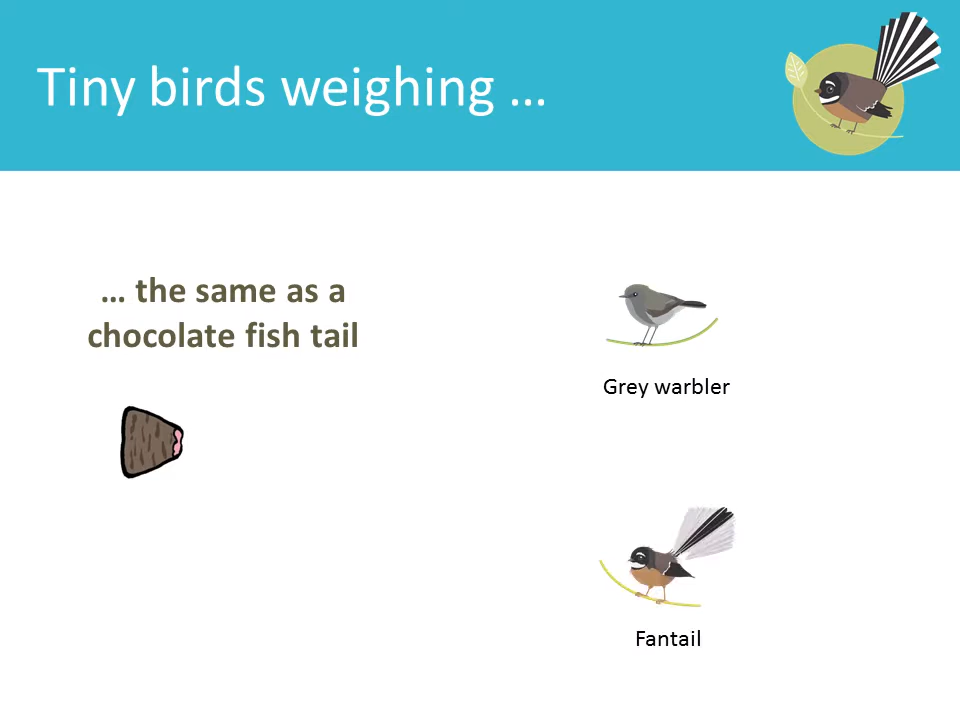 Tiny birds weighing …
… the same as a
chocolate fish tail
Grey warbler
Fantail